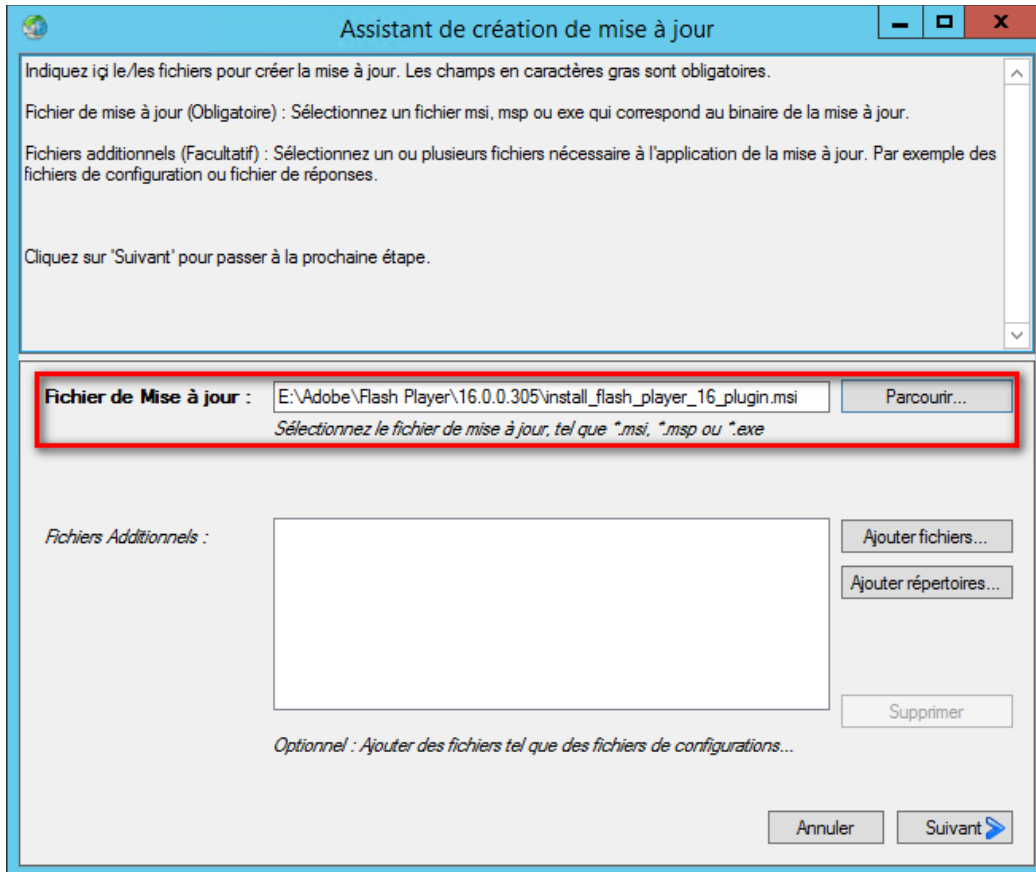 Assistant de création de mise à jour
Indiquez içi le/les fichiers pour créer la mise à jour. Les champs en caractères gras sont obligatoires.
Fichier de mise à jour (Obligatoire) : Sélectionnez un fichier msi, msp ou exe qui correspond au binaire de la mise à jour.
Fichiers additionnels (Facultatif) : Sélectionnez un ou plusieurs fichiers nécessaire à l'application de la mise à jour. Par exemple des
fichiers de configuration ou fichier de réponses.
Cliquez sur 'Suivant' pour passer à la prochaine étape.
Fichier de Mise à jour : E:\Adobe\Flash Player\16.0.0.305\install_flash_player_16_plugin.msi Parcourir...
Sélectionnez le fichier de mise à jour, tel que *.msi, *.msp ou *.exe
Fichiers Additionnels : Ajouter fichiers...
Ajouter répertoires...
Supprimer
Optionnel : Ajouter des fichiers tel que des fichiers de configurations...
Annuler Suivant